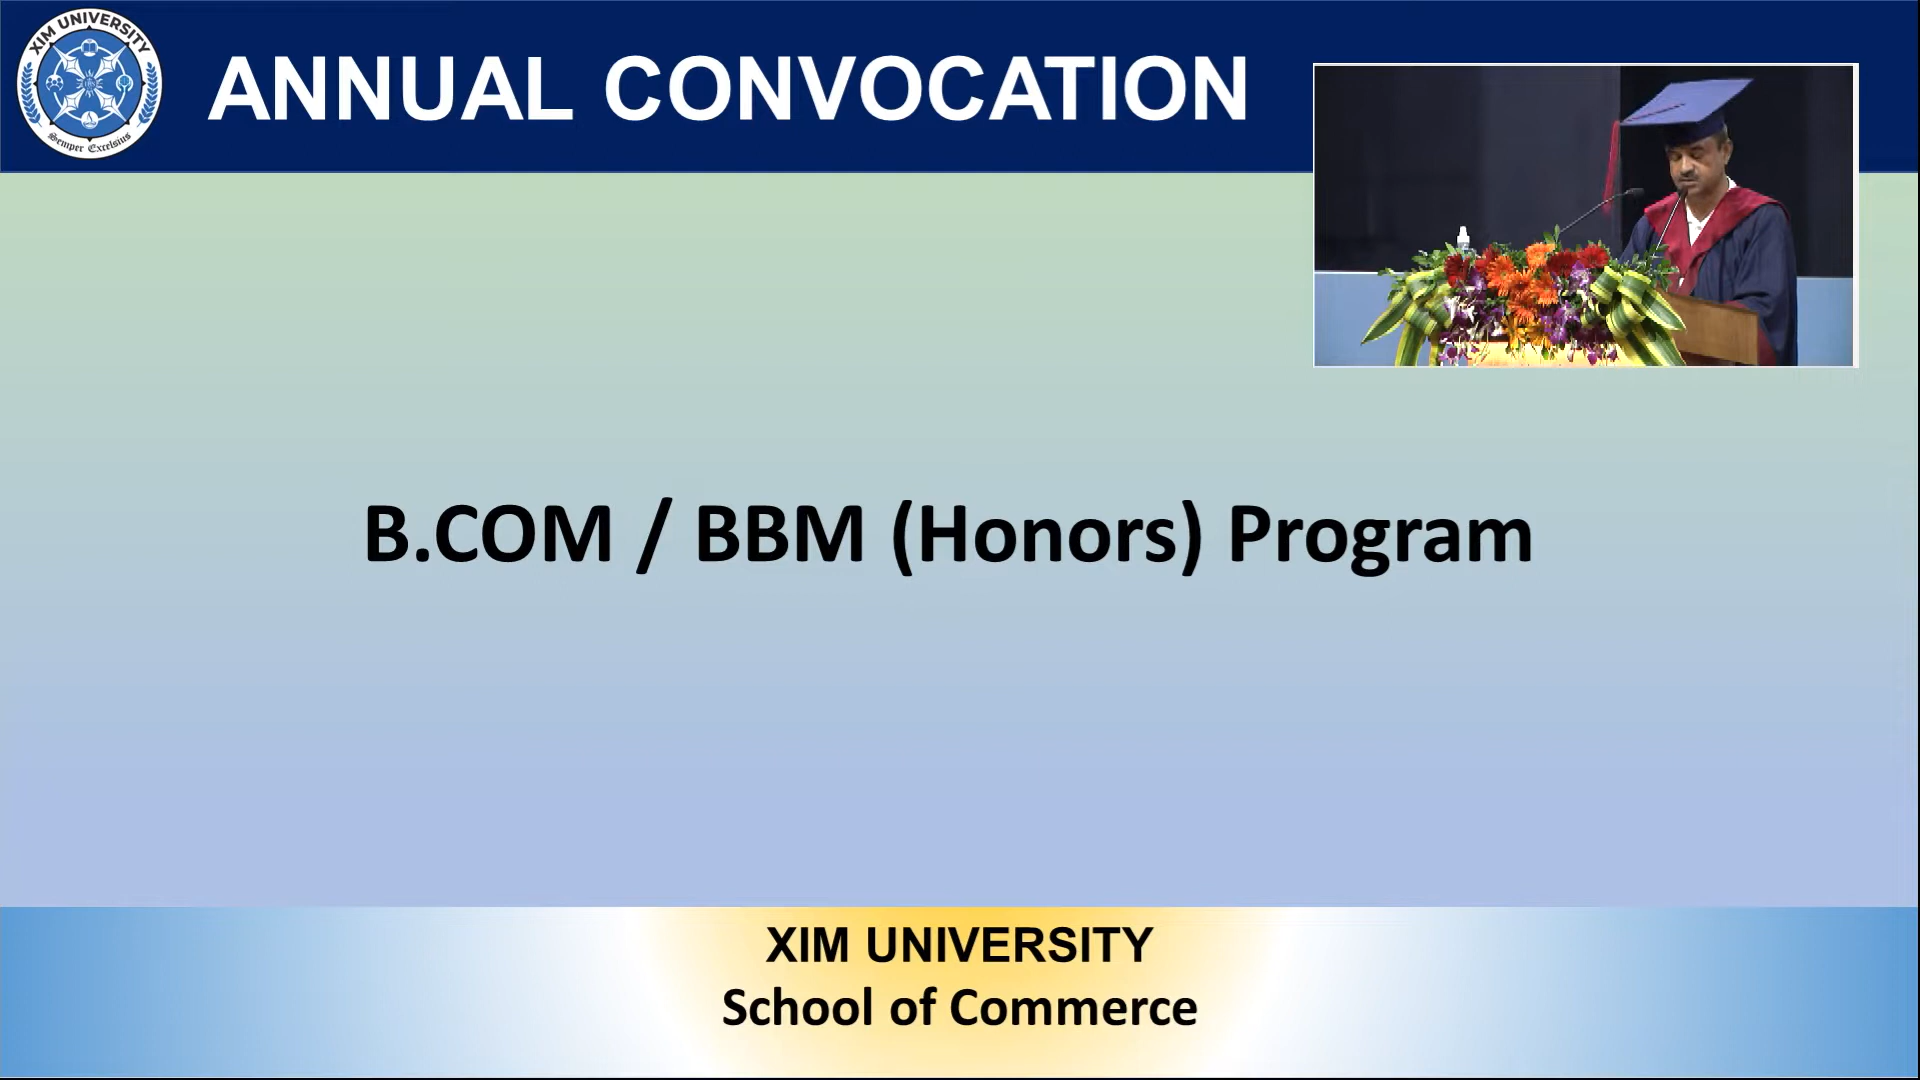 XIM UNIVERSITY
Semper Excelsius
ANNUAL CONVOCATION
B.COM / BBM (Honors) Program
XIM UNIVERSITY
School of Commerce